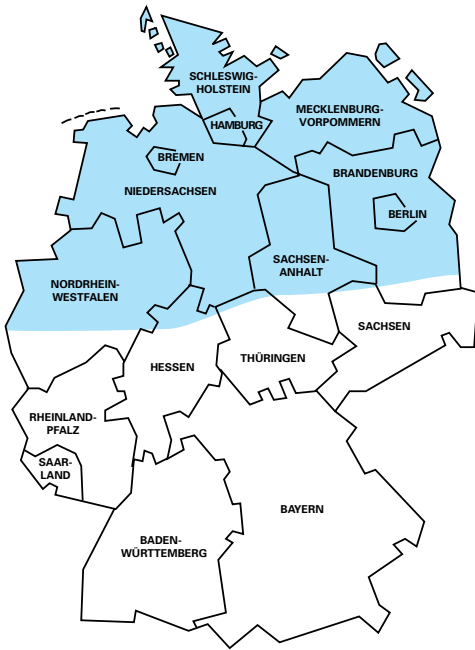 SCHLESWIG-
HOLSTEIN
MECKLENBURG-
VORPOMMERN
HAMBURG
BREMEN
NIEDERSACHSEN
BRANDENBURG
BERLIN
SACHSEN-
ANHALT
NORDRHEIN-
WESTFALEN
SACHSEN
THÜRINGEN
HESSEN
RHEINLAND-
PFALZ
SAAR-
LAND
BAYERN
BADEN-
WÜRTTEMBERG